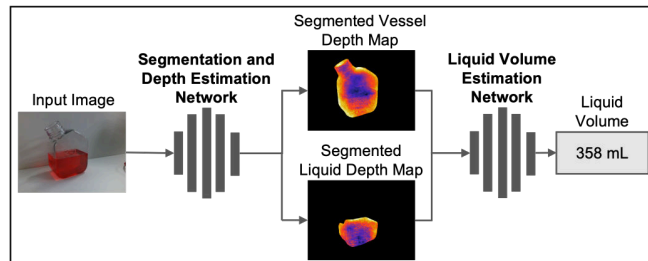 Input Image
Segmentation and
Depth Estimation
Network
Segmented Vessel
Depth Map
Segmented
Liquid Depth Map
Liquid Volume
Estimation
Network
Liquid
Volume
358 mL